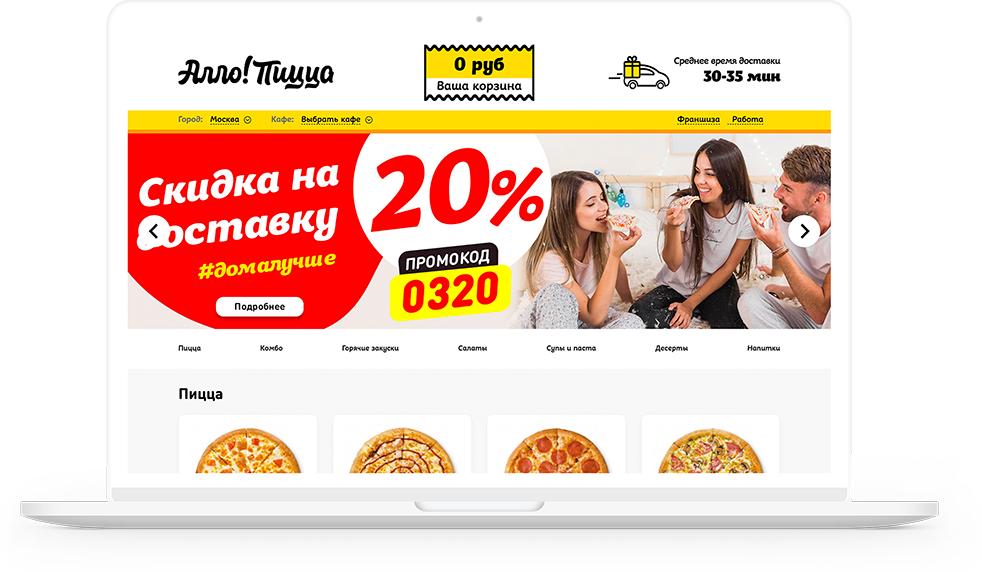 Алло! Пицца
0 руб
Ваша корзина
Среднее время доставки
30-35 мин
Город: Москва Кафе: Выбрать кафе Франшиза Работа
Скидка на
доставку
#домалучше
Подробнее
20%
ПРОМОКОД
0320
Пицца Комбо Горячие закуски Салаты Супы и паста Десерты Напитки
Пицца